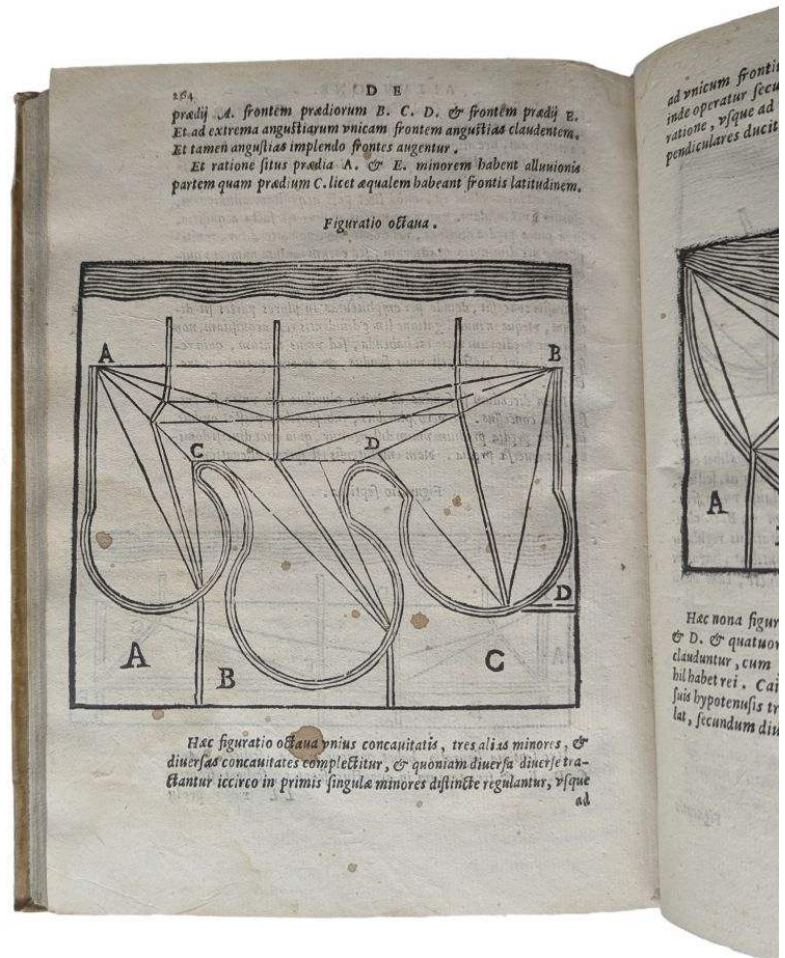 264
D E
prædij A. frontem prædiorum B. C. D. & frontem prædij E.
Et ad extrema angustiarum vnicam frontem angustias claudentem.
Et tamen angustias implendo frontes augentur.
Et ratione situs prædia A. & E. minorem habent alluuionis
partem quam prædium C. licet æqualem habeant frontis latitudinem.
Figuratio octaua.
A
B
C
D
D
A
B
C
Hæc figuratio octaua vnius concauitatis, tres alias minores, &
diuersas concauitates complectitur, & quoniam diuersa diuerse tra-
ctantur iccirco in primis singulæ minores distincte regulantur, vsque
ad
ad vnicum fronti
inde operatur secu
ratione, vsque ad
pendiculares ducit
A
Hæc nona figur
& D. & quatuor
clauduntur, cum
hil habet rei. Cai
suis hypotenusis tr
lat, secundum diu